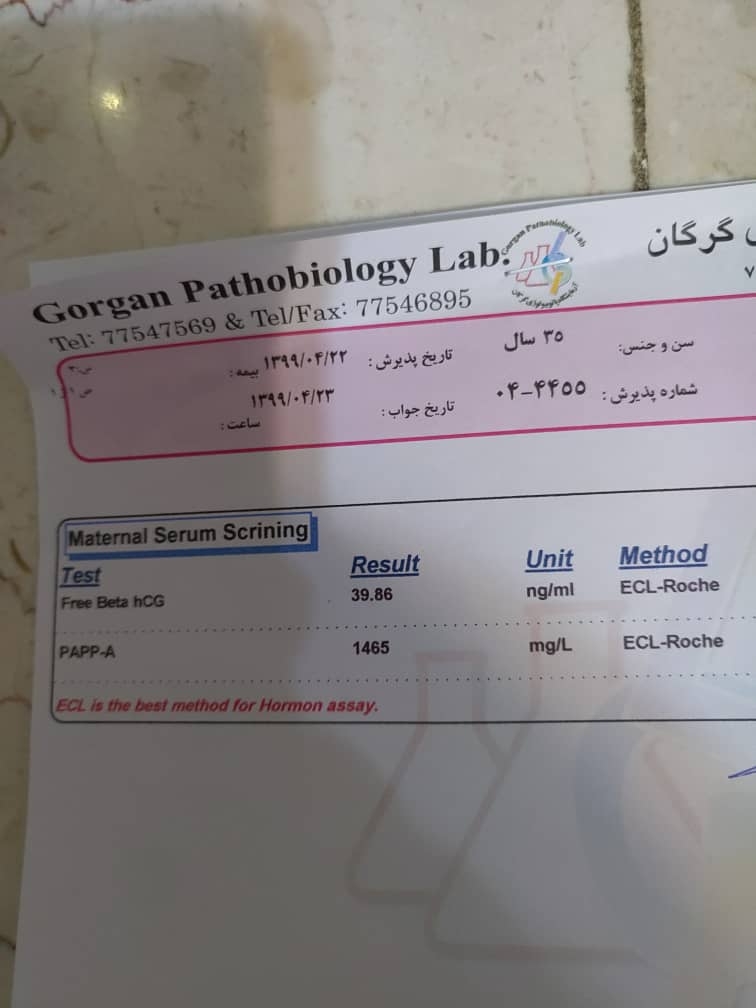 گرگان
Gorgan Pathobiology Lab.
Tel: 77547569 & Tel/Fax: 77546895
سن و جنس: ۳۵ سال تاریخ پذیرش: ۱۳۹۹/۰۴/۲۲ بیمه:
شماره پذیرش: ۰۴-۴۴۵۵ تاریخ جواب: ۱۳۹۹/۰۴/۲۳ ساعت:
Maternal Serum Scrining
Test Result Unit Method
Free Beta hCG 39.86 ng/ml ECL-Roche
PAPP-A 1465 mg/L ECL-Roche
ECL is the best method for Hormon assay.